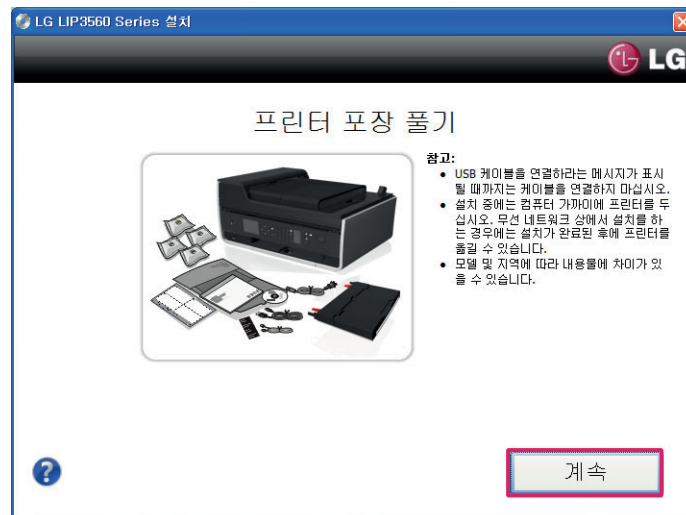 LG LIP3560 Series 설치
LG
프린터 포장 풀기
참고:
• USB 케이블을 연결하라는 메시지가 표시
될 때까지는 케이블을 연결하지 마십시오.
• 설치 중에는 컴퓨터 가까이에 프린터를 두
십시오. 무선 네트워크 상에서 설치를 하
는 경우에는 설치가 완료된 후에 프린터를
옮길 수 있습니다.
• 모델 및 지역에 따라 내용물에 차이가 있
을 수 있습니다.
계속